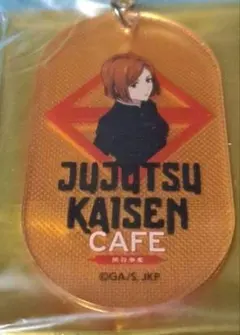 JUJUTSU
KAISEN
CAFE
©GA/S, JKP